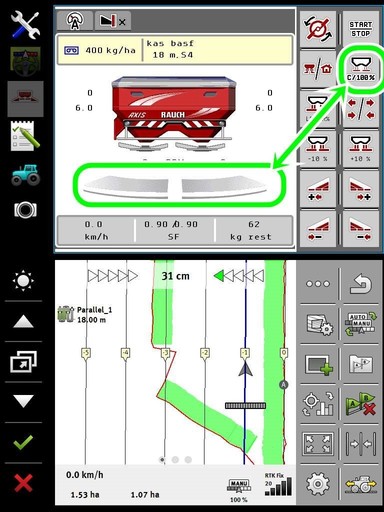 START
STOP
400 kg/ha
kas basf
18 m.S4
C/100%
0
6.0
0
6.0
AXIS
RAUCH
-10 %
+10 %
0.0
km/h
0.90 /0.90
SF
62
kg rest
31 cm
Parallel_1
18.00 m
AUTO
MANU
-5
-4
-3
-2
-1
0
A
0.0 km/h
1.53 ha
1.07 ha
MANU
100 %
RTK Fix
20